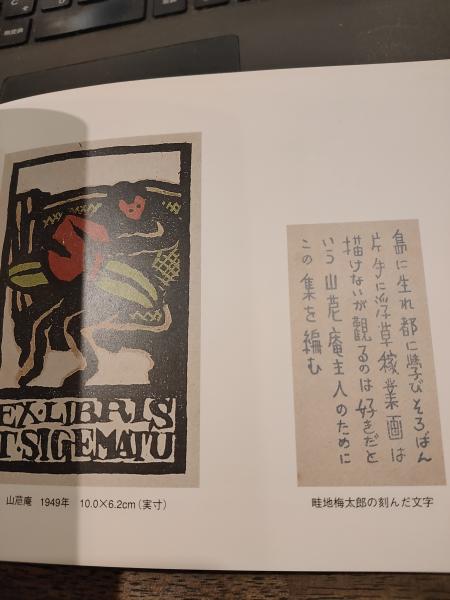 EX·LIBRIS
T·SIGEMATU
山茋庵 1949年 10.0×6.2cm(実寸)
島に生れ都に学びそろばん
片手に浮草稼業画は
描けないが観るのは好きだと
いう山茋庵主人のために
この集を編む
畦地梅太郎の刻んだ文字